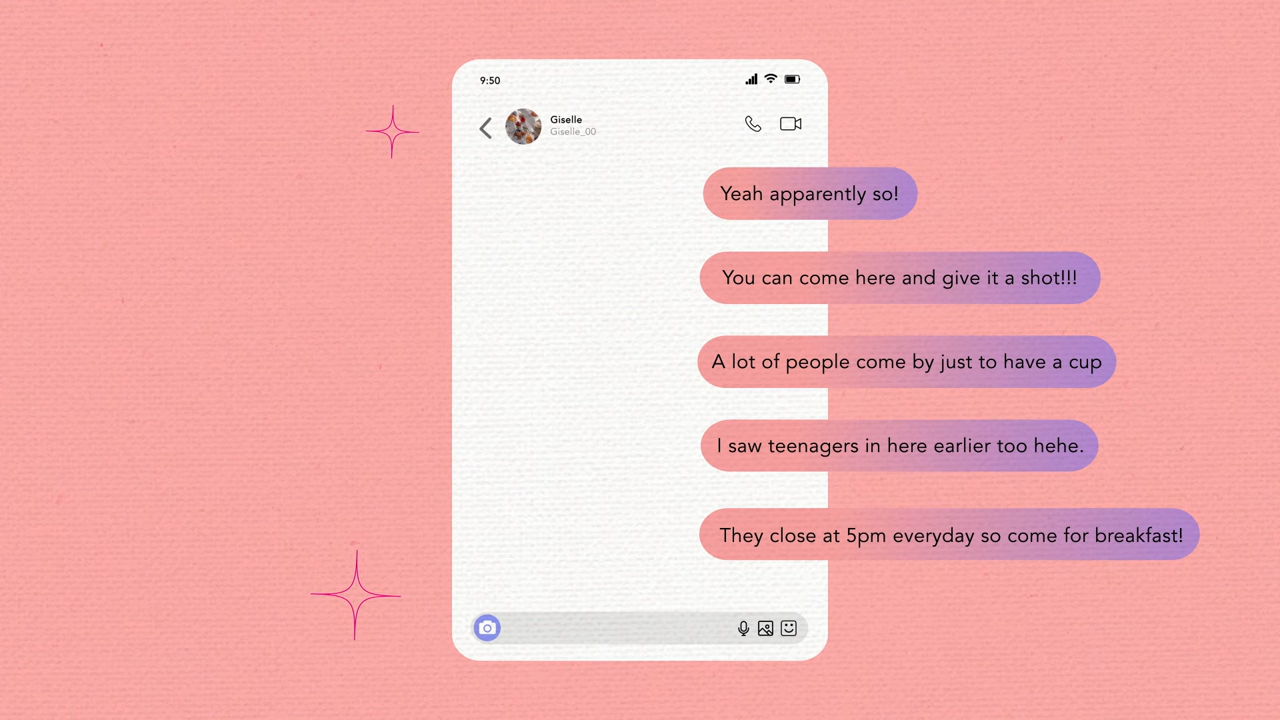 9:50
Giselle
Giselle_00
Yeah apparently so!
You can come here and give it a shot!!!
A lot of people come by just to have a cup
I saw teenagers in here earlier too hehe.
They close at 5pm everyday so come for breakfast!